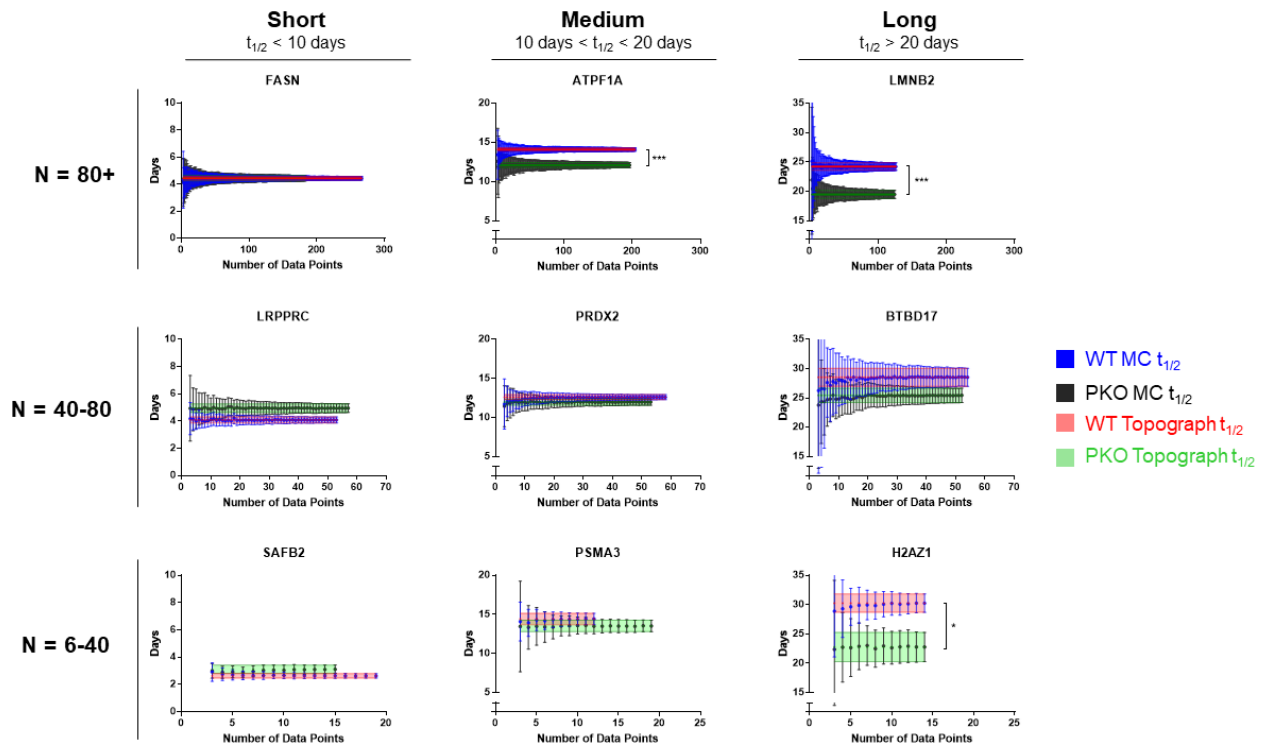 Short
t1/2 < 10 days
Medium
10 days < t1/2 < 20 days
Long
t1/2 > 20 days
N = 80+
FASN
Days
10
8
6
4
2
0
0 100 200 300
Number of Data Points
ATPF1A
Days
20
15
10
5
***
0 100 200 300
Number of Data Points
LMNB2
Days
35
30
25
20
15
***
0 100 200 300
Number of Data Points
N = 40-80
LRPPRC
Days
10
8
6
4
2
0
0 10 20 30 40 50 60 70
Number of Data Points
PRDX2
Days
20
15
10
5
0 10 20 30 40 50 60 70
Number of Data Points
BTBD17
Days
35
30
25
20
15
0 10 20 30 40 50 60 70
Number of Data Points
WT MC t1/2
PKO MC t1/2
WT Topograph t1/2
PKO Topograph t1/2
N = 6-40
SAFB2
Days
10
8
6
4
2
0
0 5 10 15 20
Number of Data Points
PSMA3
Days
20
15
10
5
0 5 10 15 20 25
Number of Data Points
H2AZ1
Days
35
30
25
20
15
*
0 5 10 15 20 25
Number of Data Points